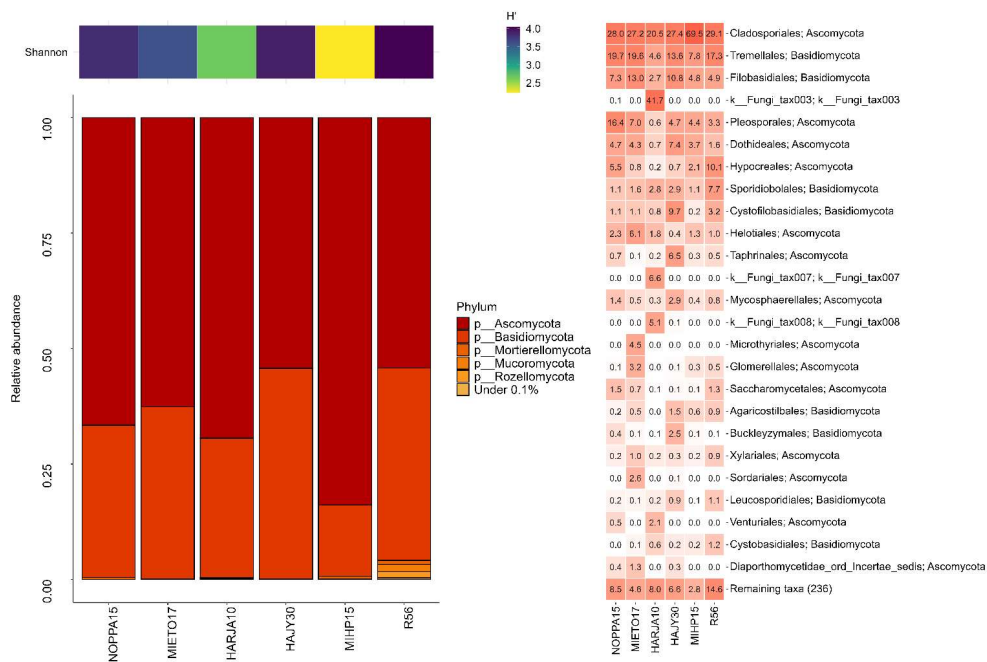 Shannon
H'
4.0
3.5
3.0
2.5
Relative abundance
1.00
0.75
0.50
0.25
0.00
NOPPA15
MIETO17
HARJA10
HAJY30
MIHP15
R56
Phylum
p__Ascomycota
p__Basidiomycota
p__Mortierellomycota
p__Mucoromycota
p__Rozellomycota
Under 0.1%
28.0 27.2 20.5 27.4 69.5 29.1 Cladosporiales; Ascomycota
19.7 19.6 4.6 13.6 7.8 17.3 Tremellales; Basidiomycota
7.3 13.0 2.7 10.8 4.8 4.9 Filobasidiales; Basidiomycota
0.1 0.0 41.7 0.0 0.0 0.0 k__Fungi_tax003; k__Fungi_tax003
16.4 7.0 0.6 4.7 4.4 3.3 Pleosporales; Ascomycota
4.7 4.3 0.7 7.4 3.7 1.6 Dothideales; Ascomycota
5.5 0.8 0.2 0.7 2.1 10.1 Hypocreales; Ascomycota
1.1 1.6 2.8 2.9 1.1 7.7 Sporidiobolales; Basidiomycota
1.1 1.1 0.8 9.7 0.2 3.2 Cystofilobasidiales; Basidiomycota
2.3 6.1 1.8 0.4 1.3 1.0 Helotiales; Ascomycota
0.7 0.1 0.2 6.5 0.3 0.5 Taphrinales; Ascomycota
0.0 0.0 6.6 0.0 0.0 0.0 k__Fungi_tax007; k__Fungi_tax007
1.4 0.5 0.3 2.9 0.4 0.8 Mycosphaerellales; Ascomycota
0.0 0.0 5.1 0.1 0.0 0.0 k__Fungi_tax008; k__Fungi_tax008
0.0 4.5 0.0 0.0 0.0 0.0 Microthyriales; Ascomycota
0.1 3.2 0.0 0.1 0.3 0.5 Glomerellales; Ascomycota
1.5 0.7 0.1 0.1 0.0 1.3 Saccharomycetales; Ascomycota
0.2 0.5 0.0 1.5 0.6 0.9 Agaricostilbales; Basidiomycota
0.4 0.1 0.1 2.5 0.1 0.1 Buckleyzymales; Basidiomycota
0.2 1.0 0.2 0.3 0.2 0.9 Xylariales; Ascomycota
0.0 2.6 0.0 0.1 0.0 0.0 Sordariales; Ascomycota
0.2 0.1 0.2 0.9 0.1 1.1 Leucosporidiales; Basidiomycota
0.5 0.0 2.1 0.0 0.0 0.0 Venturiales; Ascomycota
0.0 0.1 0.6 0.2 0.2 1.2 Cystobasidiales; Basidiomycota
0.4 1.3 0.0 0.3 0.0 0.0 Diaporthomycetidae_ord_Incertae_sedis; Ascomycota
8.5 4.6 8.0 6.6 2.8 14.6 Remaining taxa (236)
NOPPA15
MIETO17
HARJA10
HAJY30
MIHP15
R56